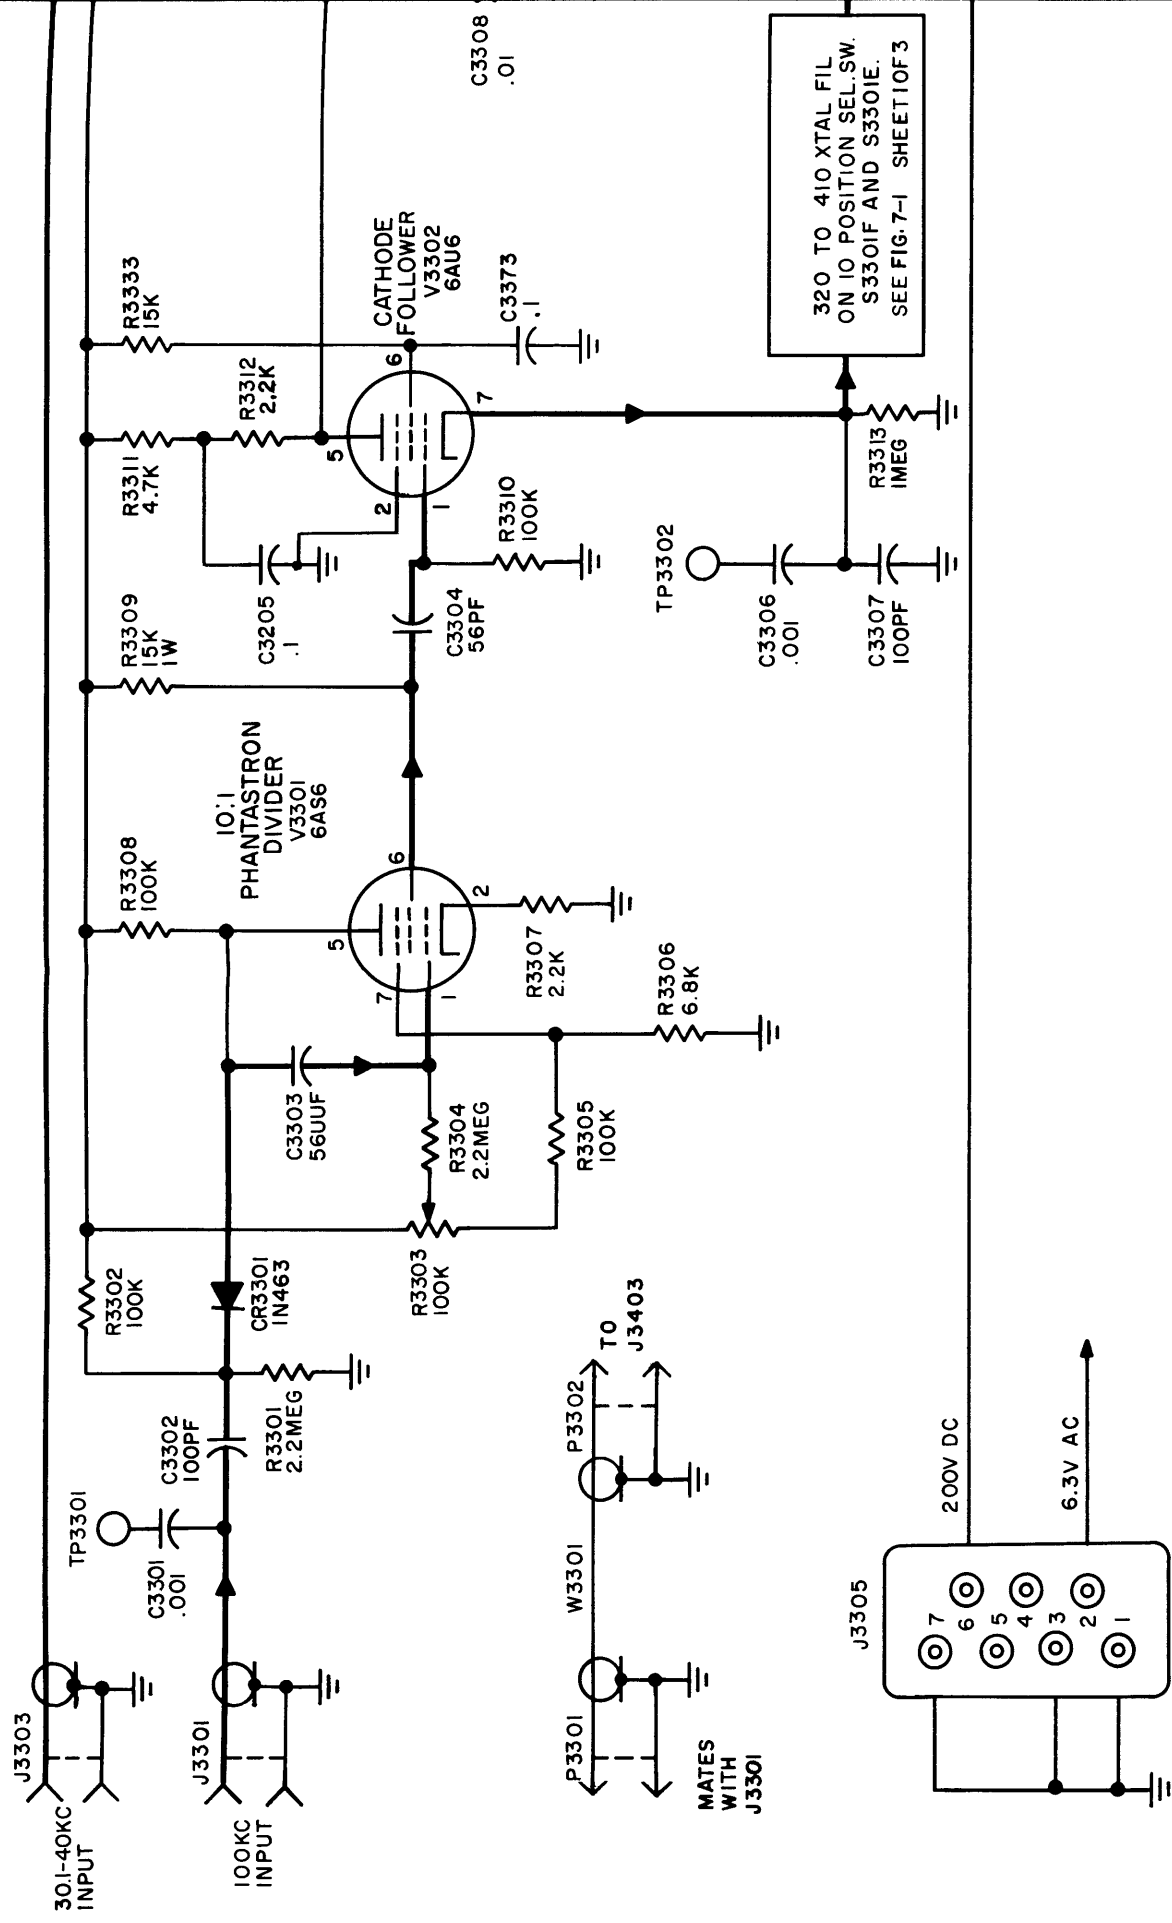 30.1-40KC
INPUT
J3303
100KC
INPUT
J3301
TP3301
C3301
.001
C3302
100PF
R3301
2.2MEG
R3302
100K
CR3301
1N463
R3303
100K
C3303
56UUF
R3304
2.2MEG
R3305
100K
R3306
6.8K
R3307
2.2K
R3308
100K
10:1
PHANTASTRON
DIVIDER
V3301
6AS6
5
6
7
1
2
R3309
15K
1W
C3205
.1
C3304
56PF
R3310
100K
R3311
4.7K
R3312
2.2K
R3333
15K
CATHODE
FOLLOWER
V3302
6AU6
5
6
2
1
7
C3373
.1
C3308
.01
TP3302
C3306
.001
C3307
100PF
R3313
1MEG
320 TO 410 XTAL FIL
ON 10 POSITION SEL.SW.
S3301F AND S3301E.
SEE FIG. 7-1 SHEET 1 OF 3
P3301
W3301
P3302
TO
J3403
MATES
WITH
J3301
J3305
7
6
5
4
3
2
1
200V DC
6.3V AC